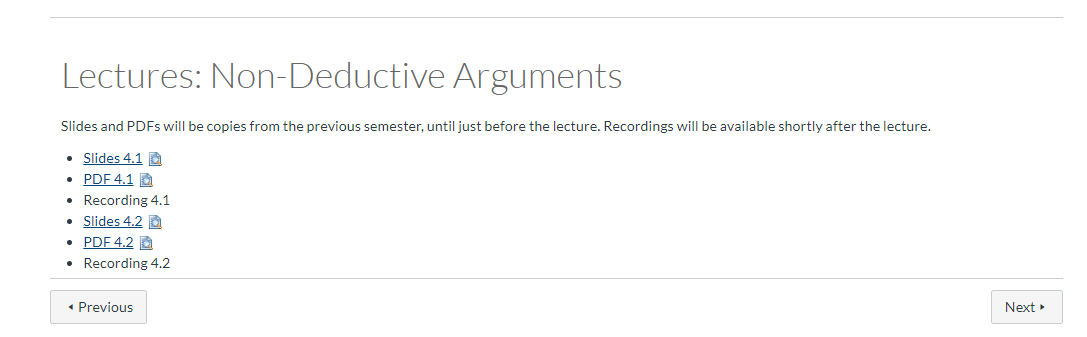 Lectures: Non-Deductive Arguments
Slides and PDFs will be copies from the previous semester, until just before the lecture. Recordings will be available shortly after the lecture.
Slides 4.1
PDF 4.1
Recording 4.1
Slides 4.2
PDF 4.2
Recording 4.2
Previous
Next